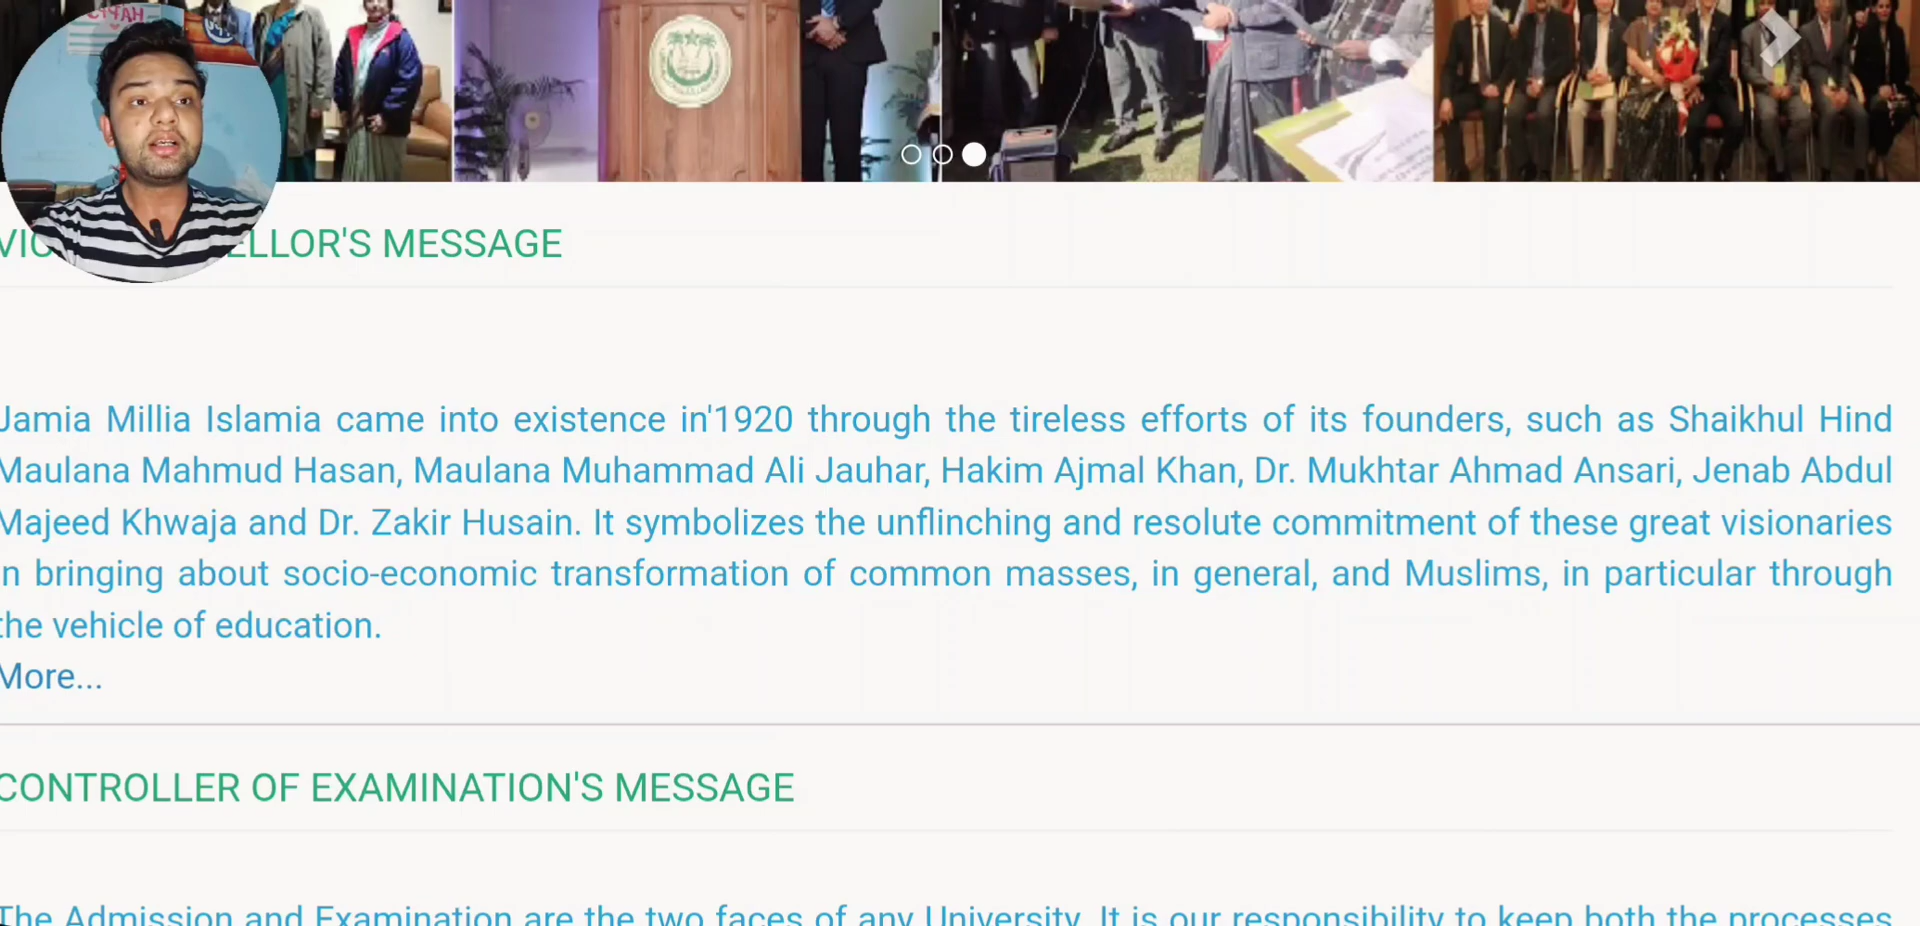 HAPPY
VIC
ELLOR'S MESSAGE
Jamia Millia Islamia came into existence in'1920 through the tireless efforts of its founders, such as Shaikhul Hind
Maulana Mahmud Hasan, Maulana Muhammad Ali Jauhar, Hakim Ajmal Khan, Dr. Mukhtar Ahmad Ansari, Jenab Abdul
Majeed Khwaja and Dr. Zakir Husain. It symbolizes the unflinching and resolute commitment of these great visionaries
in bringing about socio-economic transformation of common masses, in general, and Muslims, in particular through
the vehicle of education.
More...
CONTROLLER OF EXAMINATION'S MESSAGE
The Admission and Examination are the two faces of any University. It is our responsibility to keep both the processes